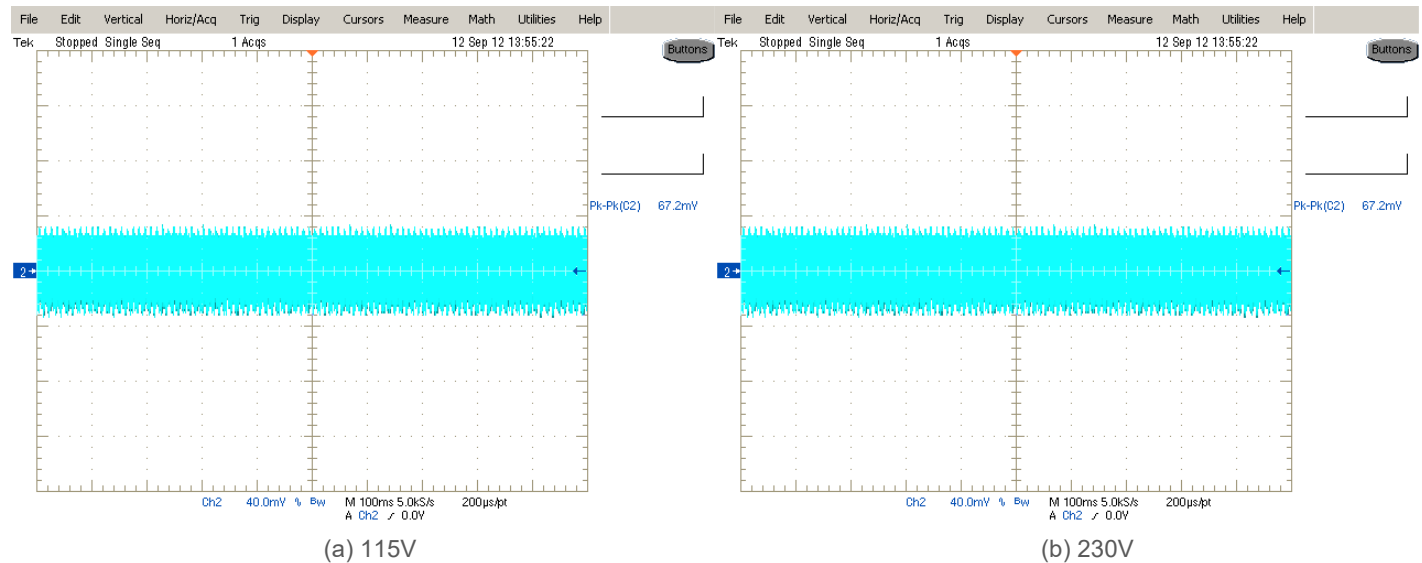 File Edit Vertical Horiz/Acq Trig Display Cursors Measure Math Utilities Help
Tek Stopped Single Seq 1 Acqs 12 Sep 12 13:55:22
Buttons
Pk-Pk(C2) 67.2mV
2
Ch2 40.0mV % Bw M 100ms 5.0kS/s 200µs/pt
A Ch2 ∕ 0.0V
(a) 115V
File Edit Vertical Horiz/Acq Trig Display Cursors Measure Math Utilities Help
Tek Stopped Single Seq 1 Acqs 12 Sep 12 13:55:22
Buttons
Pk-Pk(C2) 67.2mV
2
Ch2 40.0mV % Bw M 100ms 5.0kS/s 200µs/pt
A Ch2 ∕ 0.0V
(b) 230V